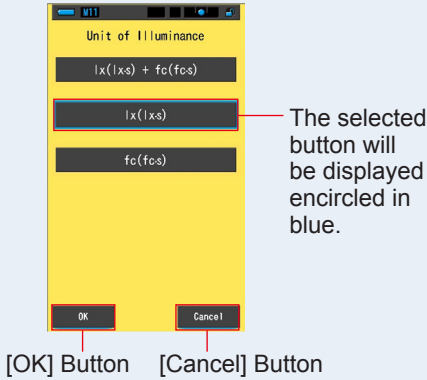 M11
Unit of Illuminance
lx(lx·s) + fc(fc·s)
lx(lx·s)
fc(fc·s)
The selected
button will
be displayed
encircled in
blue.
OK
Cancel
[OK] Button
[Cancel] Button